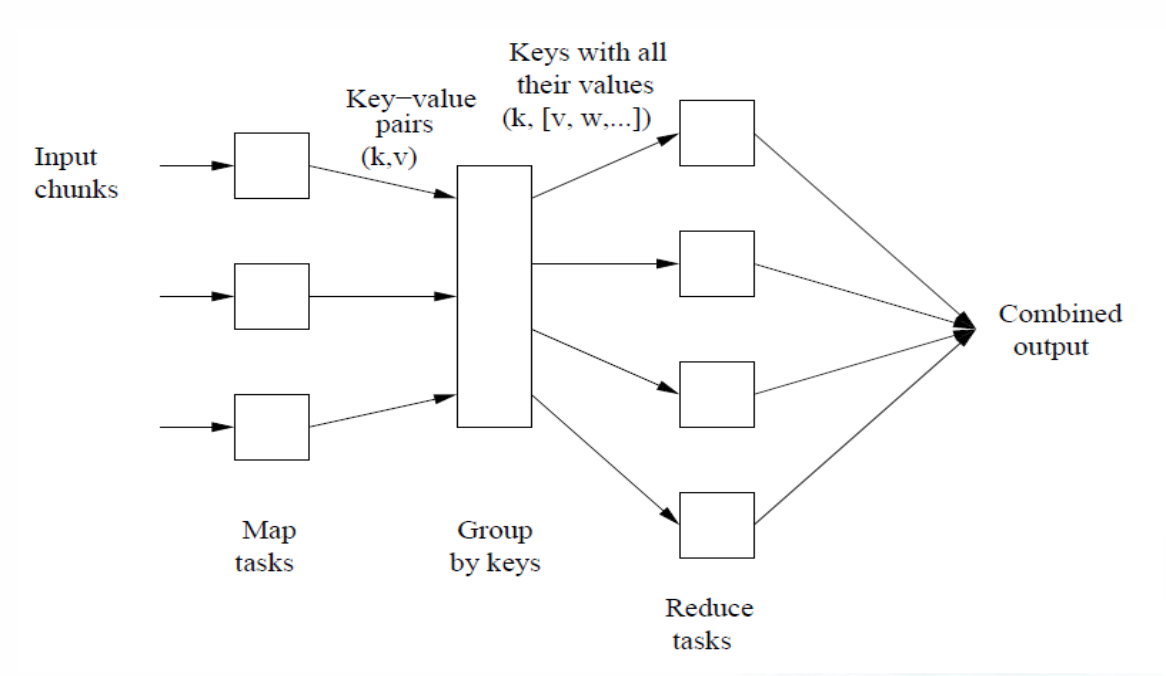 Input
chunks
Key−value
pairs
(k,v)
Keys with all
their values
(k, [v, w,...])
Combined
output
Map
tasks
Group
by keys
Reduce
tasks